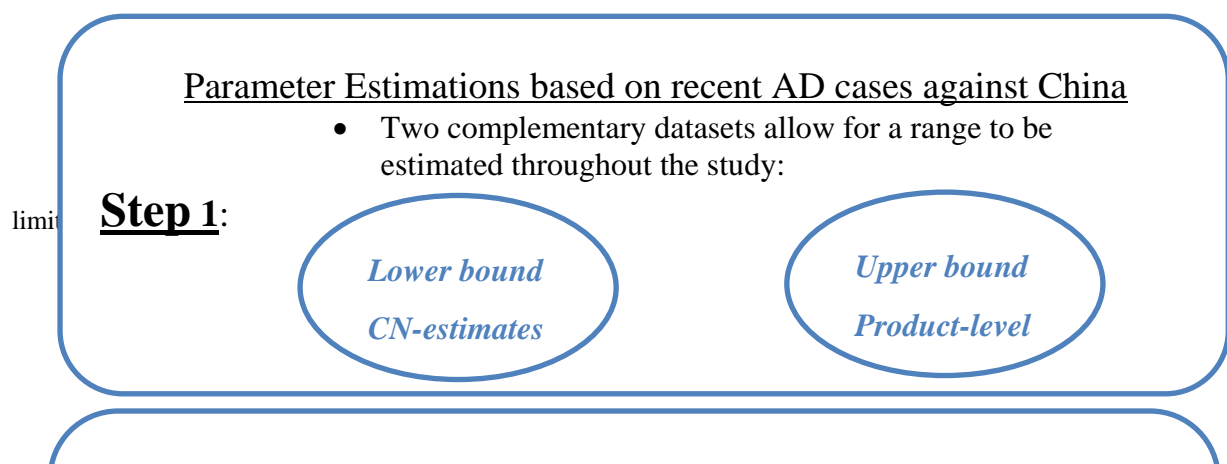 Parameter Estimations based on recent AD cases against China
• Two complementary datasets allow for a range to be
estimated throughout the study:
limit
Step 1:
Lower bound
CN-estimates
Upper bound
Product-level